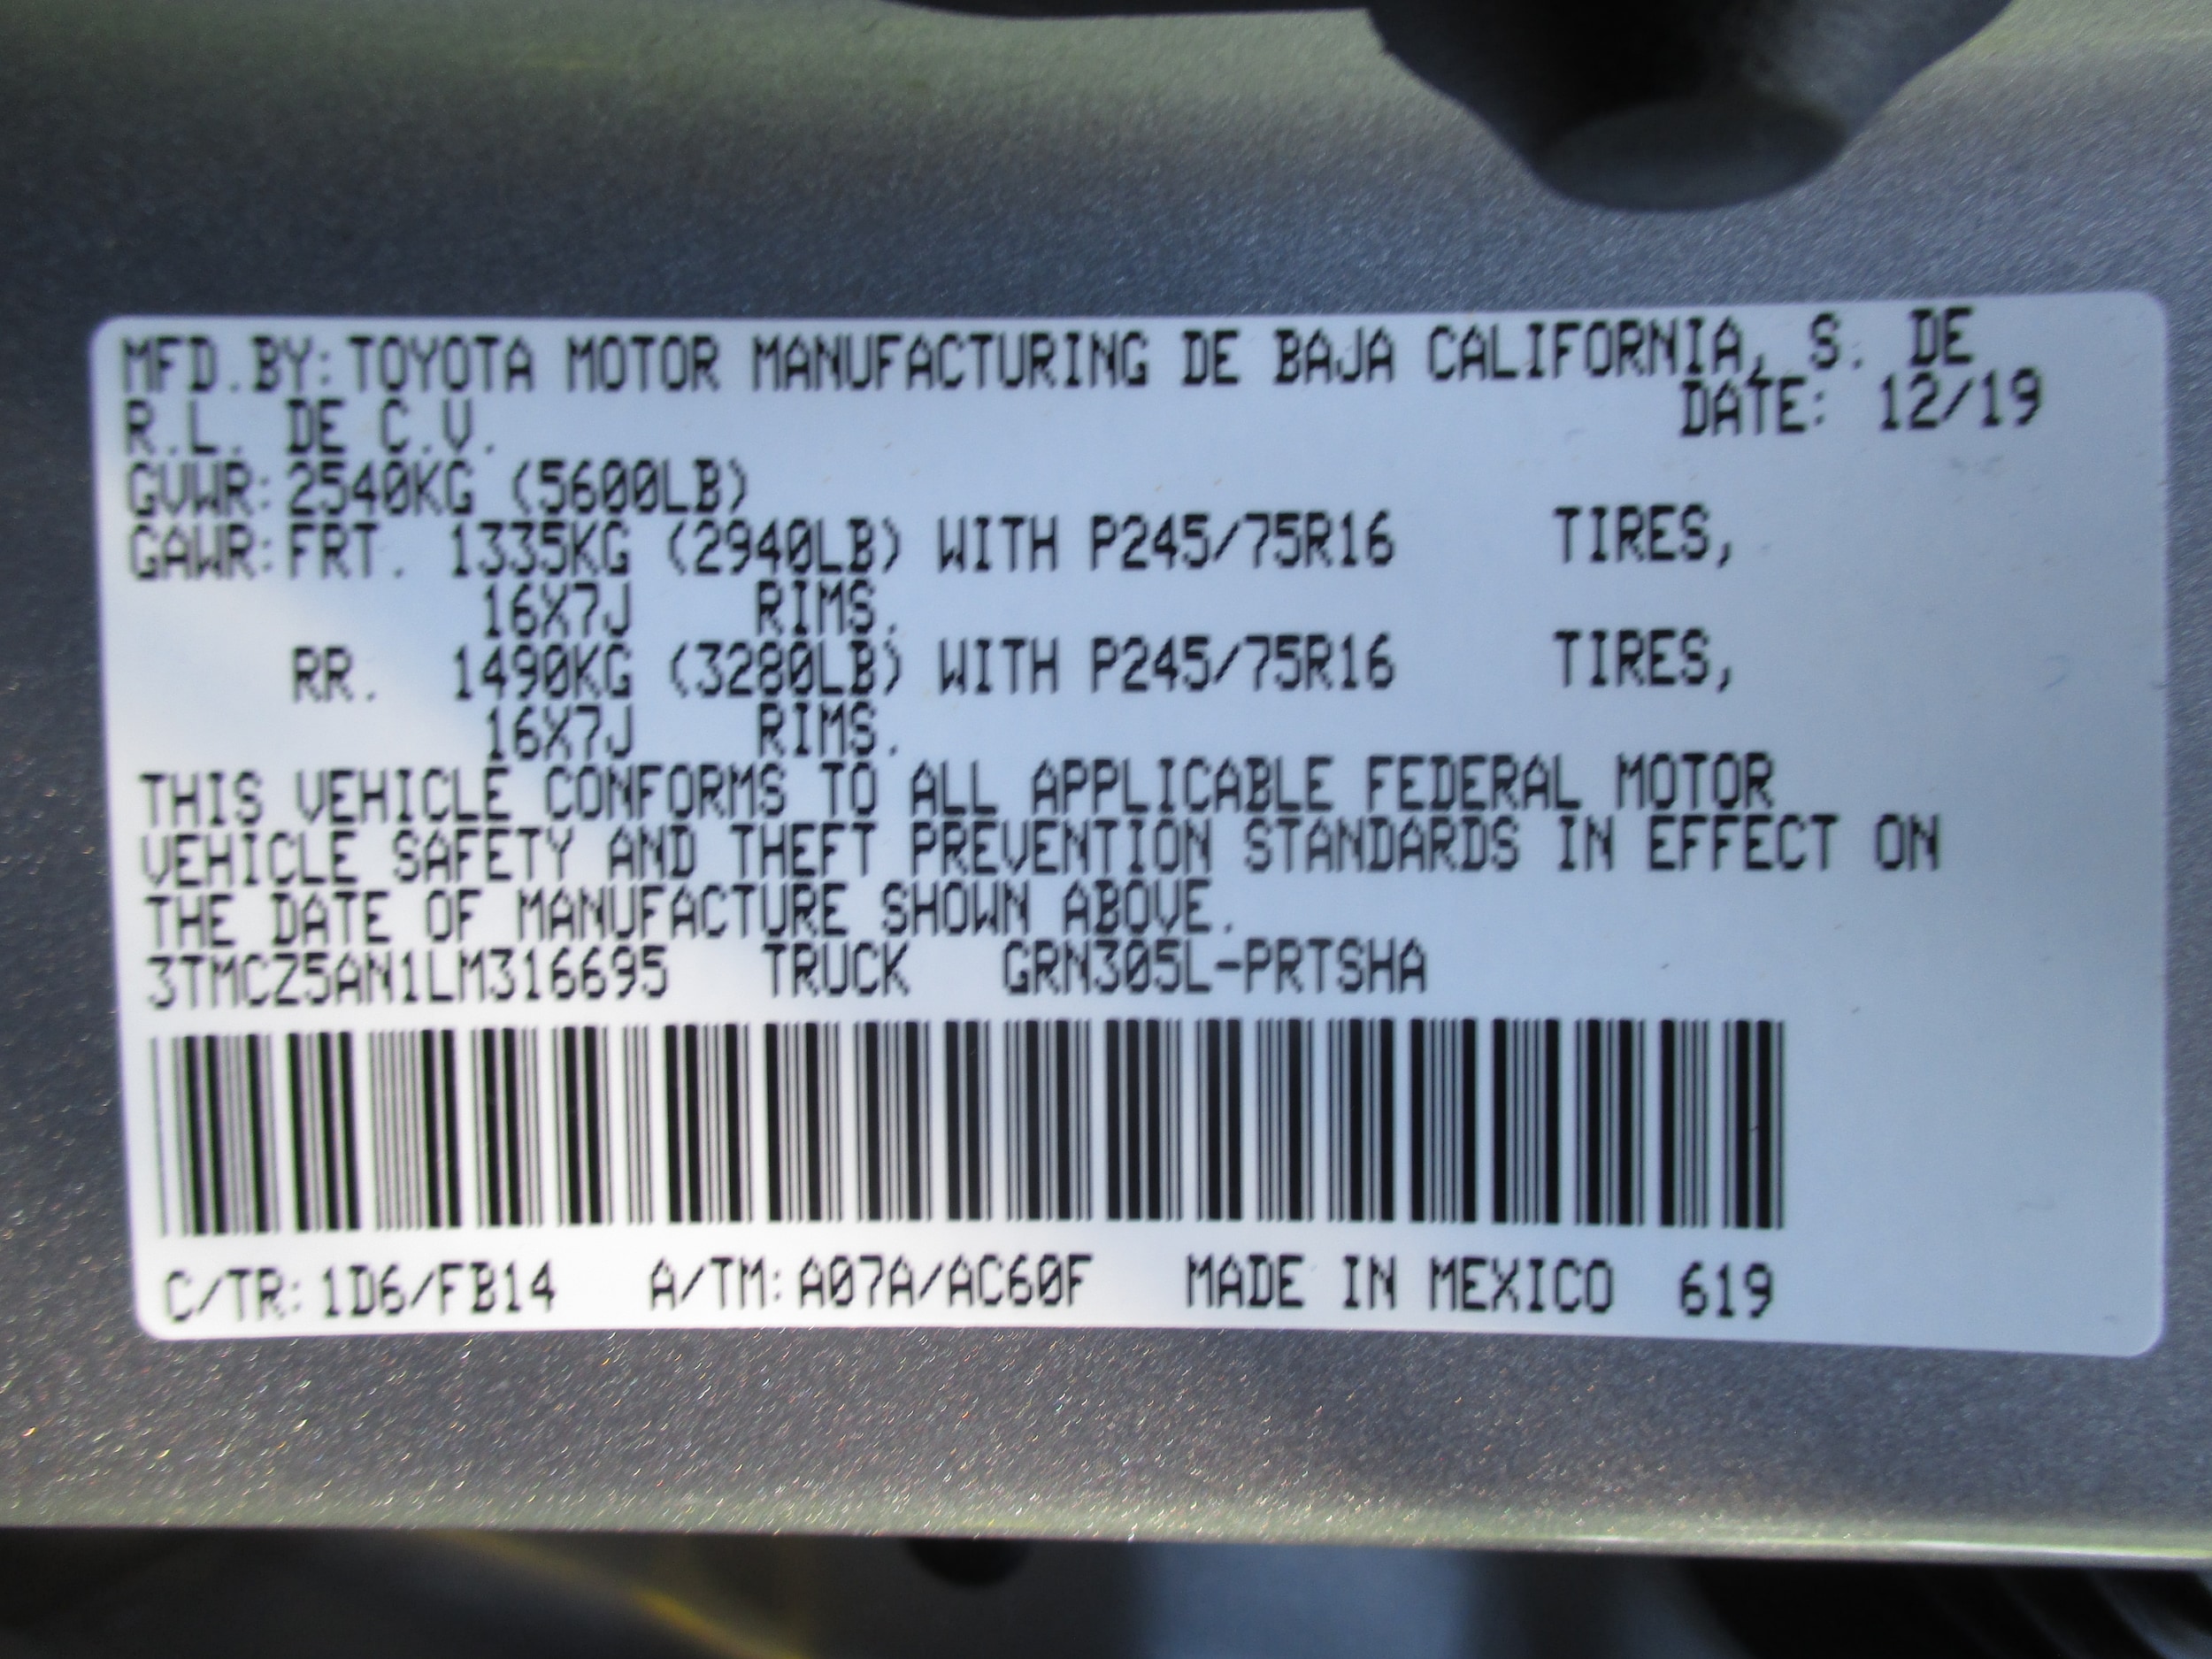 MFD.BY:TOYOTA MOTOR MANUFACTURING DE BAJA CALIFORNIA, S. DE
R.L. DE C.V. DATE: 12/19
GVWR:2540KG (5600LB)
GAWR:FRT. 1335KG (2940LB) WITH P245/75R16 TIRES,
16X7J RIMS.
RR. 1490KG (3280LB) WITH P245/75R16 TIRES,
16X7J RIMS.
THIS VEHICLE CONFORMS TO ALL APPLICABLE FEDERAL MOTOR
VEHICLE SAFETY AND THEFT PREVENTION STANDARDS IN EFFECT ON
THE DATE OF MANUFACTURE SHOWN ABOVE.
3TMCZ5AN1LM316695 TRUCK GRN305L-PRTSHA
C/TR:1D6/FB14 A/TM:A07A/AC60F MADE IN MEXICO 619